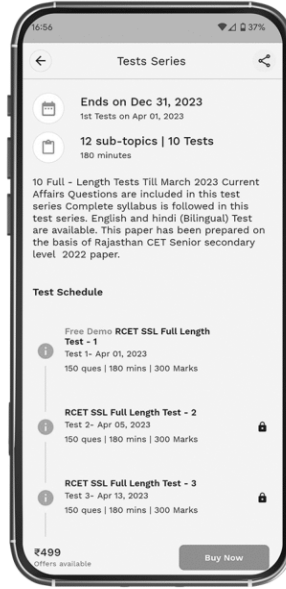 16:56
37%
Tests Series
Ends on Dec 31, 2023
1st Tests on Apr 01, 2023
12 sub-topics | 10 Tests
180 minutes
10 Full - Length Tests Till March 2023 Current
Affairs Questions are included in this test
series Complete syllabus is followed in this
test series. English and hindi (Bilingual) Test
are available. This paper has been prepared on
the basis of Rajasthan CET Senior secondary
level 2022 paper.
Test Schedule
Free Demo RCET SSL Full Length
Test - 1
Test 1- Apr 01, 2023
150 ques | 180 mins | 300 Marks
RCET SSL Full Length Test - 2
Test 2- Apr 05, 2023
150 ques | 180 mins | 300 Marks
RCET SSL Full Length Test - 3
Test 3- Apr 13, 2023
150 ques | 180 mins | 300 Marks
₹499
Offers available
Buy Now